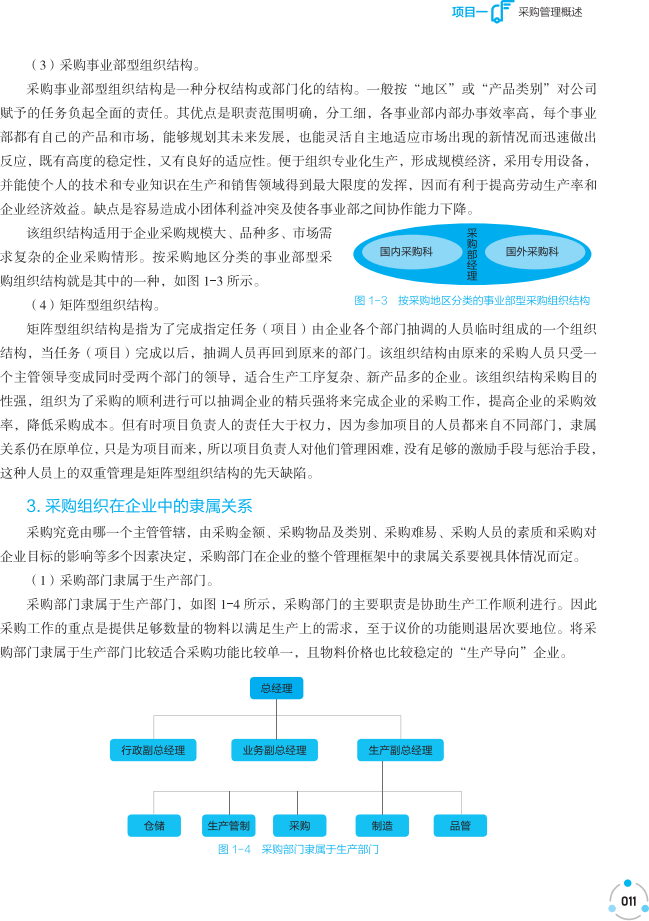 项目一 采购管理概述
（3）采购事业部型组织结构。
采购事业部型组织结构是一种分权结构或部门化的结构。一般按“地区”或“产品类别”对公司
赋予的任务负起全面的责任。其优点是职责范围明确，分工细，各事业部内部办事效率高，每个事业
部都有自己的产品和市场，能够规划其未来发展，也能灵活自主地适应市场出现的新情况而迅速做出
反应，既有高度的稳定性，又有良好的适应性。便于组织专业化生产，形成规模经济，采用专用设备，
并能使个人的技术和专业知识在生产和销售领域得到最大限度的发挥，因而有利于提高劳动生产率和
企业经济效益。缺点是容易造成小团体利益冲突及使各事业部之间协作能力下降。
该组织结构适用于企业采购规模大、品种多、市场需
求复杂的企业采购情形。按采购地区分类的事业部型采
购组织结构就是其中的一种，如图 1-3 所示。
国内采购科
采购部经理
国外采购科
图 1-3 按采购地区分类的事业部型采购组织结构
（4）矩阵型组织结构。
矩阵型组织结构是指为了完成指定任务（项目）由企业各个部门抽调的人员临时组成的一个组织
结构，当任务（项目）完成以后，抽调人员再回到原来的部门。该组织结构由原来的采购人员只受一
个主管领导变成同时受两个部门的领导，适合生产工序复杂、新产品多的企业。该组织结构采购目的
性强，组织为了采购的顺利进行可以抽调企业的精兵强将来完成企业的采购工作，提高企业的采购效
率，降低采购成本。但有时项目负责人的责任大于权力，因为参加项目的人员都来自不同部门，隶属
关系仍在原单位，只是为项目而来，所以项目负责人对他们管理困难，没有足够的激励手段与惩治手段，
这种人员上的双重管理是矩阵型组织结构的先天缺陷。
3. 采购组织在企业中的隶属关系
采购究竟由哪一个主管管辖，由采购金额、采购物品及类别、采购难易、采购人员的素质和采购对
企业目标的影响等多个因素决定，采购部门在企业的整个管理框架中的隶属关系要视具体情况而定。
（1）采购部门隶属于生产部门。
采购部门隶属于生产部门，如图 1-4 所示，采购部门的主要职责是协助生产工作顺利进行。因此
采购工作的重点是提供足够数量的物料以满足生产上的需求，至于议价的功能则退居次要地位。将采
购部门隶属于生产部门比较适合采购功能比较单一，且物料价格也比较稳定的“生产导向”企业。
总经理
行政副总经理 业务副总经理 生产副总经理
仓储 生产管制 采购 制造 品管
图 1-4 采购部门隶属于生产部门
011